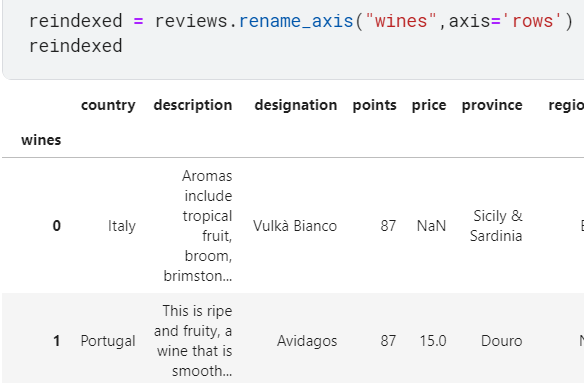 reindexed = reviews.rename_axis("wines",axis='rows')
reindexed
country description designation points price province
wines
0 Italy Aromas include tropical fruit, broom, brimston... Vulkà Bianco 87 NaN Sicily & Sardinia
1 Portugal This is ripe and fruity, a wine that is smooth... Avidagos 87 15.0 Douro